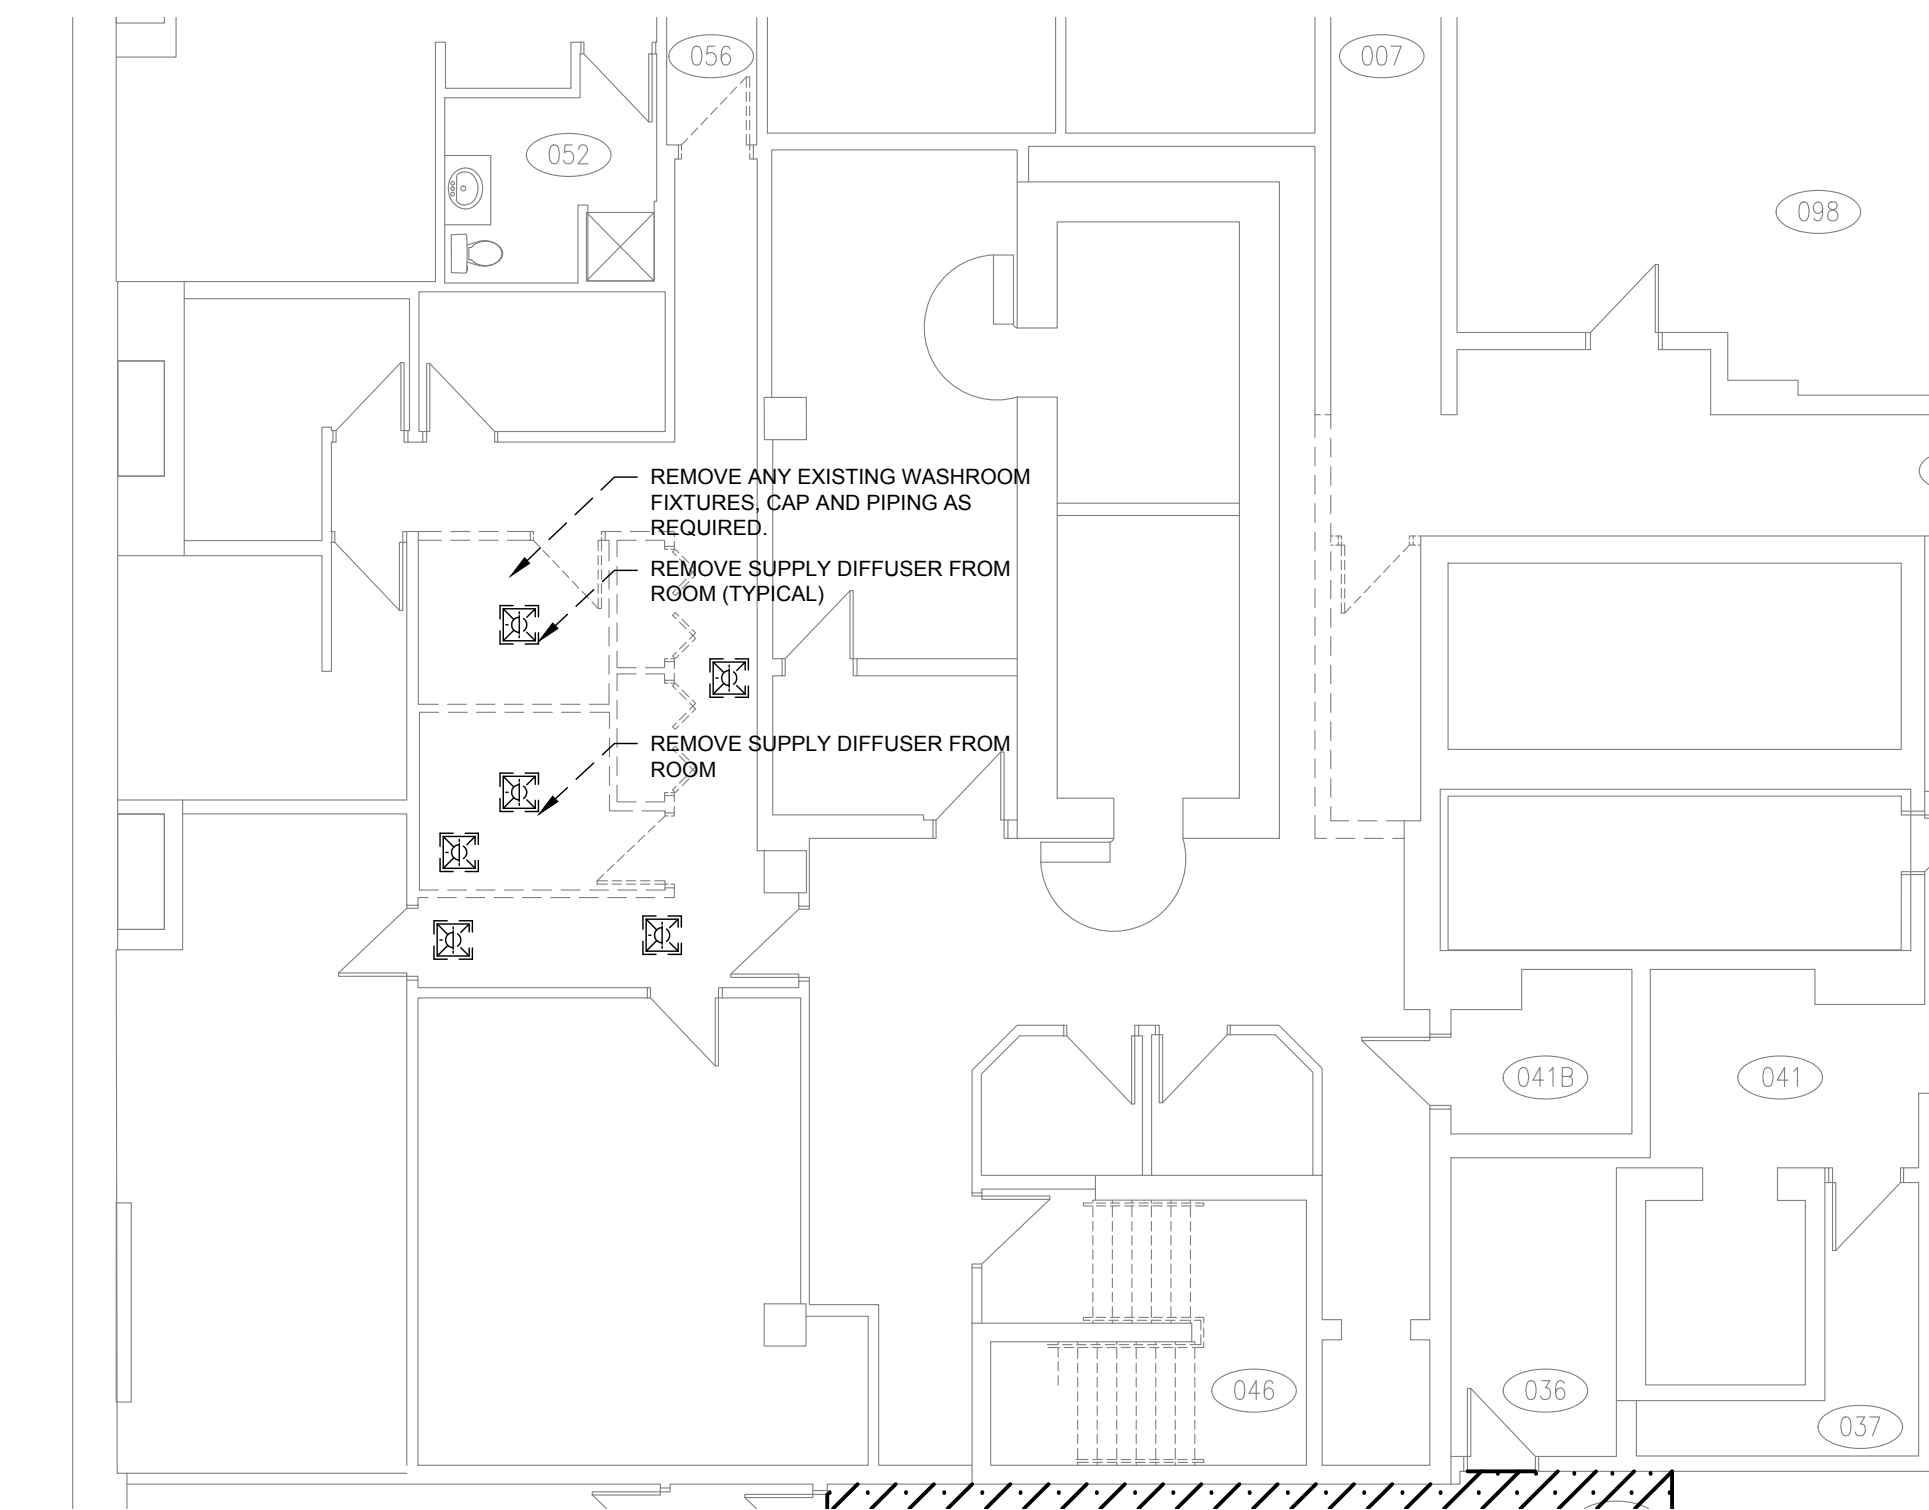 056
007
052
098
REMOVE ANY EXISTING WASHROOM
FIXTURES, CAP AND PIPING AS
REQUIRED.
REMOVE SUPPLY DIFFUSER FROM
ROOM (TYPICAL)
REMOVE SUPPLY DIFFUSER FROM
ROOM
041B
041
046
036
037